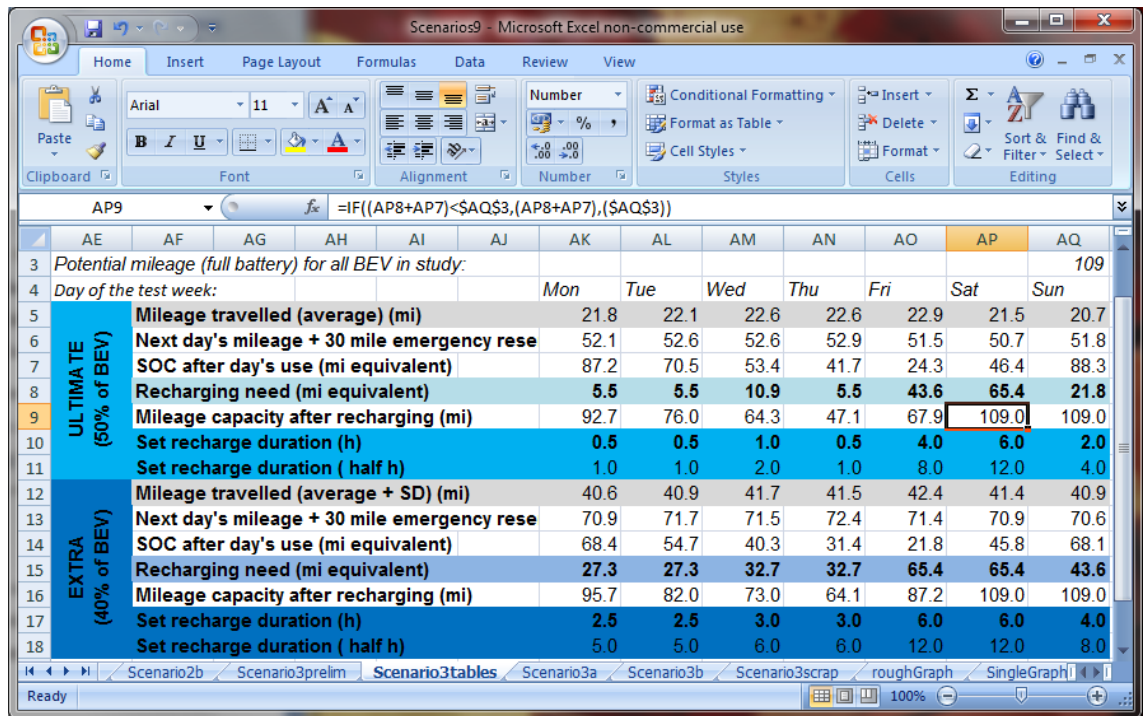 Scenarios9 - Microsoft Excel non-commercial use
Home Insert Page Layout Formulas Data Review View
Paste
Arial 11 A A
B I U A
Number
% ,
.00 .0 .00
Conditional Formatting
Format as Table
Cell Styles
Insert
Delete
Format
Σ
Sort & Filter
Find & Select
Clipboard Font Alignment Number Styles Cells Editing
AP9 fx =IF((AP8+AP7)<$AQ$3,(AP8+AP7),($AQ$3))
AE AF AG AH AI AJ AK AL AM AN AO AP AQ
3 Potential mileage (full battery) for all BEV in study: 109
4 Day of the test week: Mon Tue Wed Thu Fri Sat Sun
ULTIMATE
(50% of BEV)
5 Mileage travelled (average) (mi) 21.8 22.1 22.6 22.6 22.9 21.5 20.7
6 Next day's mileage + 30 mile emergency rese 52.1 52.6 52.6 52.9 51.5 50.7 51.8
7 SOC after day's use (mi equivalent) 87.2 70.5 53.4 41.7 24.3 46.4 88.3
8 Recharging need (mi equivalent) 5.5 5.5 10.9 5.5 43.6 65.4 21.8
9 Mileage capacity after recharging (mi) 92.7 76.0 64.3 47.1 67.9 109.0 109.0
10 Set recharge duration (h) 0.5 0.5 1.0 0.5 4.0 6.0 2.0
11 Set recharge duration ( half h) 1.0 1.0 2.0 1.0 8.0 12.0 4.0
EXTRA
(40% of BEV)
12 Mileage travelled (average + SD) (mi) 40.6 40.9 41.7 41.5 42.4 41.4 40.9
13 Next day's mileage + 30 mile emergency rese 70.9 71.7 71.5 72.4 71.4 70.9 70.6
14 SOC after day's use (mi equivalent) 68.4 54.7 40.3 31.4 21.8 45.8 68.1
15 Recharging need (mi equivalent) 27.3 27.3 32.7 32.7 65.4 65.4 43.6
16 Mileage capacity after recharging (mi) 95.7 82.0 73.0 64.1 87.2 109.0 109.0
17 Set recharge duration (h) 2.5 2.5 3.0 3.0 6.0 6.0 4.0
18 Set recharge duration ( half h) 5.0 5.0 6.0 6.0 12.0 12.0 8.0
Scenario2b Scenario3prelim Scenario3tables Scenario3a Scenario3b Scenario3scrap roughGraph SingleGraph
Ready 100%